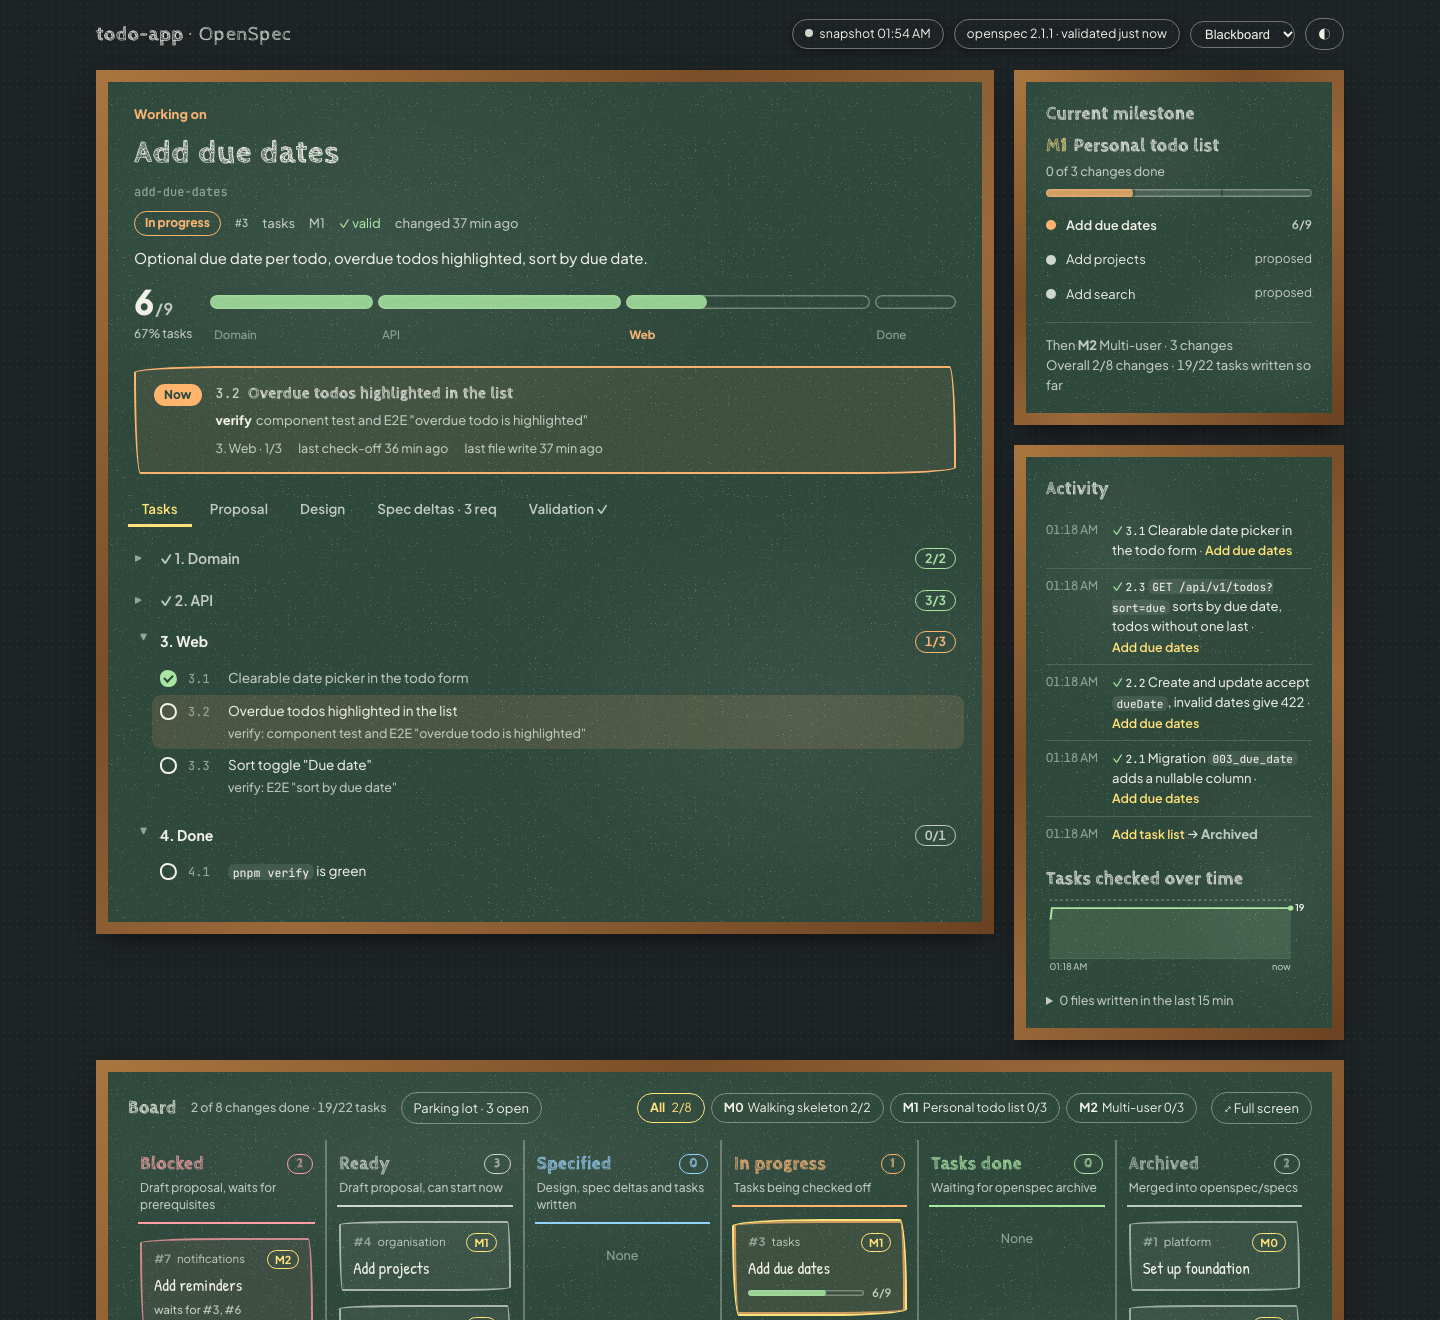 todo-app · OpenSpec
snapshot 01:54 AM
openspec 2.1.1 · validated just now
Blackboard
Working on
Add due dates
add-due-dates
In progress #3 tasks M1 ✓ valid changed 37 min ago
Optional due date per todo, overdue todos highlighted, sort by due date.
6/9
67% tasks
Domain API Web Done
Now 3.2 Overdue todos highlighted in the list
verify component test and E2E "overdue todo is highlighted"
3. Web · 1/3 last check-off 36 min ago last file write 37 min ago
Tasks Proposal Design Spec deltas · 3 req Validation ✓
✓ 1. Domain 2/2
✓ 2. API 3/3
3. Web 1/3
3.1 Clearable date picker in the todo form
3.2 Overdue todos highlighted in the list
verify: component test and E2E "overdue todo is highlighted"
3.3 Sort toggle "Due date"
verify: E2E "sort by due date"
4. Done 0/1
4.1 pnpm verify is green
Current milestone
M1 Personal todo list
0 of 3 changes done
Add due dates 6/9
Add projects proposed
Add search proposed
Then M2 Multi-user · 3 changes
Overall 2/8 changes · 19/22 tasks written so
far
Activity
01:18 AM ✓ 3.1 Clearable date picker in
the todo form · Add due dates
01:18 AM ✓ 2.3 GET /api/v1/todos?
sort=due sorts by due date,
todos without one last ·
Add due dates
01:18 AM ✓ 2.2 Create and update accept
dueDate, invalid dates give 422 ·
Add due dates
01:18 AM ✓ 2.1 Migration 003_due_date
adds a nullable column ·
Add due dates
01:18 AM Add task list → Archived
Tasks checked over time
19
01:18 AM now
0 files written in the last 15 min
Board 2 of 8 changes done · 19/22 tasks Parking lot · 3 open
All 2/8 M0 Walking skeleton 2/2 M1 Personal todo list 0/3 M2 Multi-user 0/3 ⤢ Full screen
Blocked 2
Draft proposal, waits for
prerequisites
#7 notifications M2
Add reminders
waits for #3, #6
Ready 3
Draft proposal, can start now
#4 organisation M1
Add projects
Specified 0
Design, spec deltas and tasks
written
None
In progress 1
Tasks being checked off
#3 tasks M1
Add due dates
6/9
Tasks done 0
Waiting for openspec archive
None
Archived 2
Merged into openspec/specs
#1 platform M0
Set up foundation